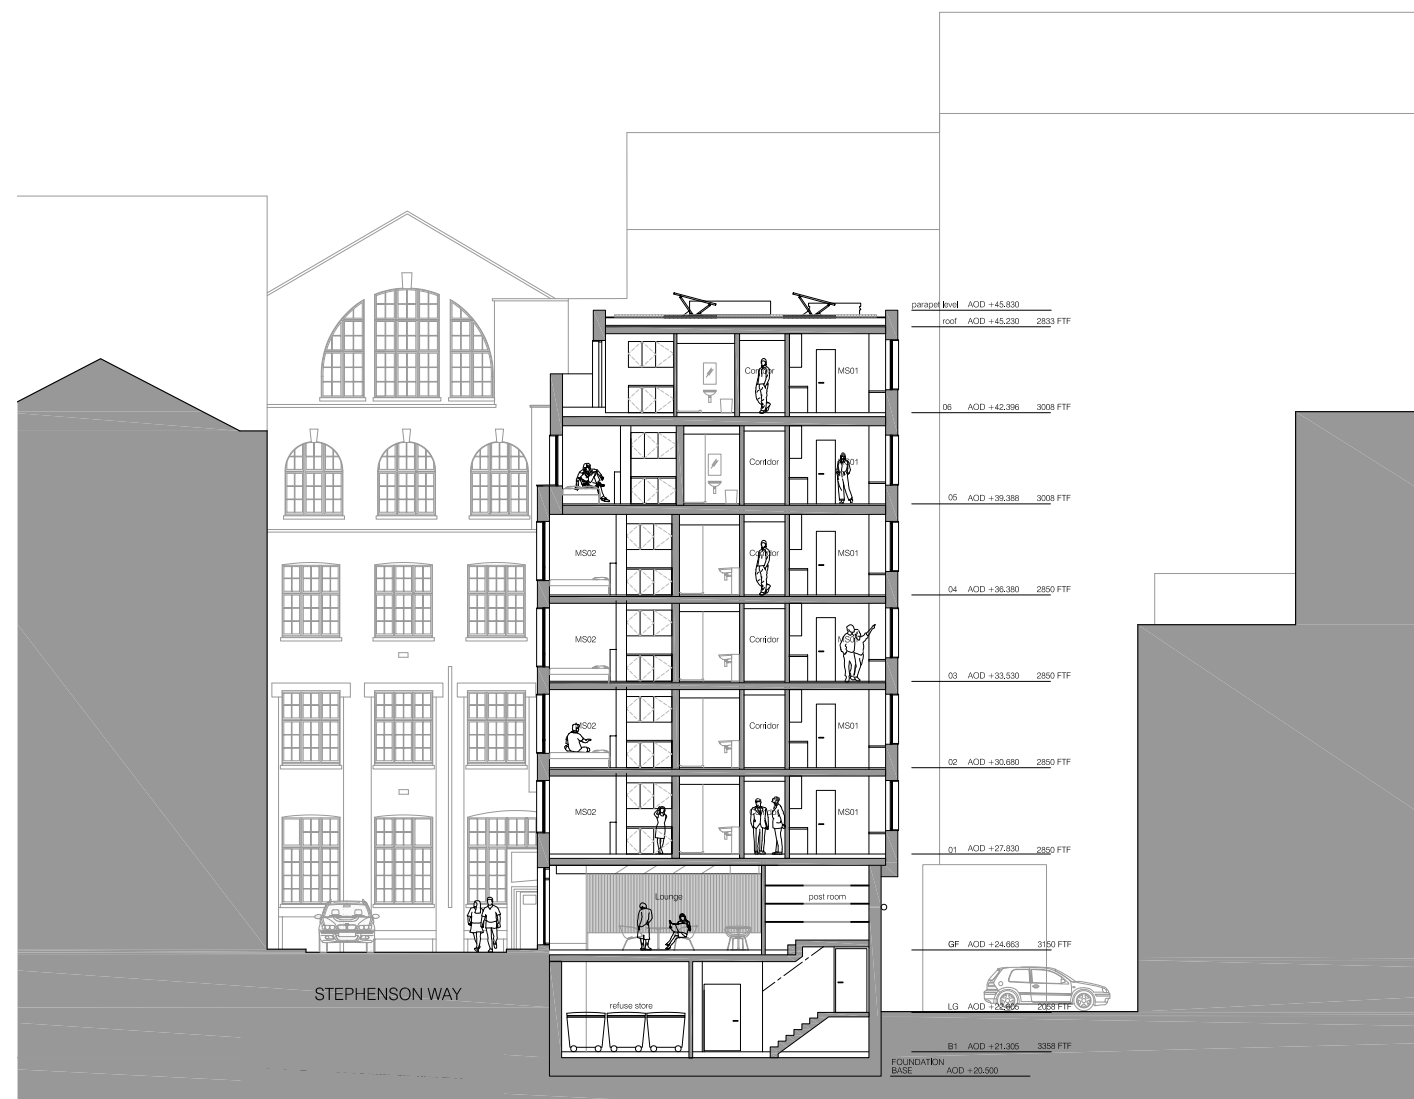 parapet level AOD +45.830
roof AOD +45.230 2833 FTF
Corridor MS01
06 AOD +42.396 3008 FTF
Corridor MS01
05 AOD +39.388 3008 FTF
MS02 Corridor MS01
04 AOD +36.380 2850 FTF
MS02 Corridor MS01
03 AOD +33.530 2850 FTF
MS02 Corridor MS01
02 AOD +30.680 2850 FTF
MS02 MS01
01 AOD +27.830 2850 FTF
Lounge post room
GF AOD +24.663 3150 FTF
STEPHENSON WAY
refuse store
LG AOD 2058 FTF
B1 AOD +21.305 3358 FTF
FOUNDATION
BASE AOD +20.500